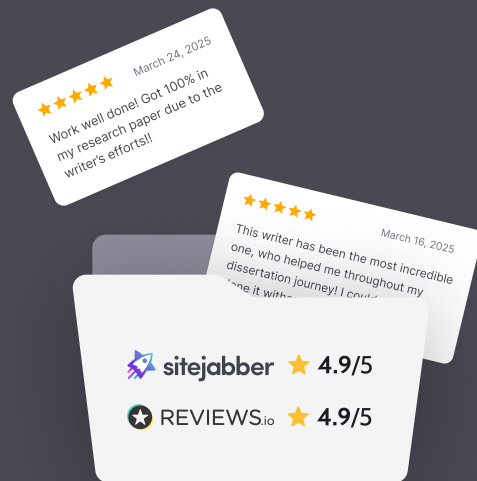 March 24, 2025
Work well done! Got 100% in
my research paper due to the
writer's efforts!!
March 16, 2025
This writer has been the most incredible
one, who helped me throughout my
dissertation journey! I
it
sitejabber 4.9/5
REVIEWS.io 4.9/5